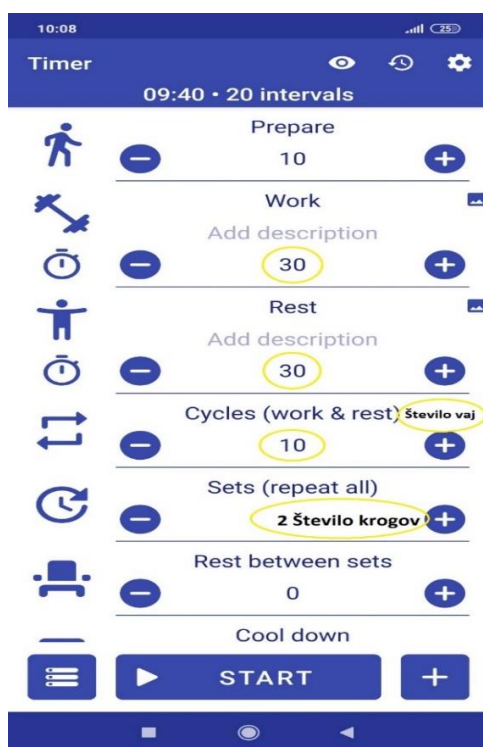 10:08
25
Timer
09:40 • 20 intervals
Prepare
10
Work
Add description
30
Rest
Add description
30
Cycles (work & rest) Število vaj
10
Sets (repeat all)
2 Število krogov
Rest between sets
0
Cool down
START